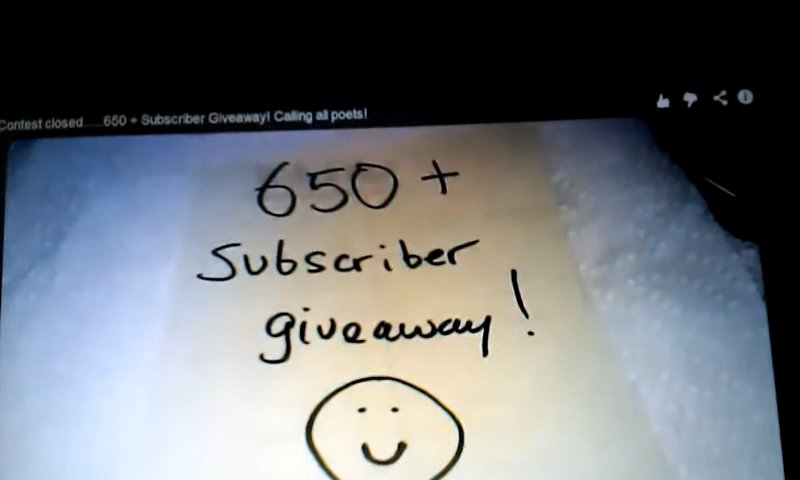 Contest closed.....650 + Subscriber Giveaway! Calling all poets!
650 +
Subscriber
giveaway!